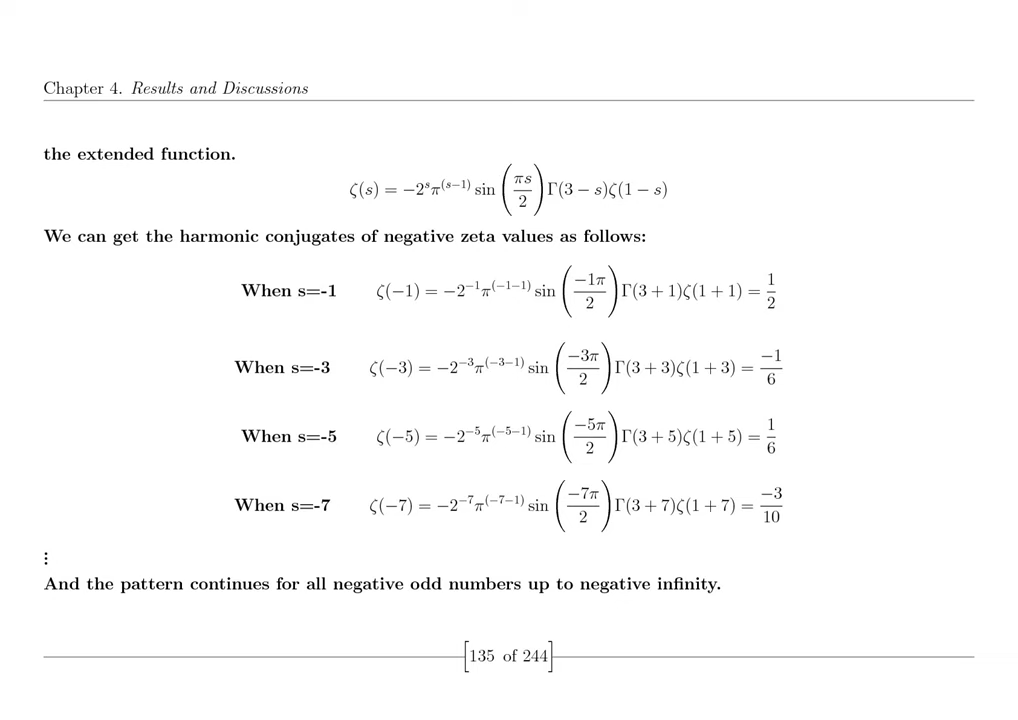 Chapter 4. Results and Discussions
the extended function.
ζ(s) = −2^s π^(s−1) sin(πs/2) Γ(3 − s)ζ(1 − s)
We can get the harmonic conjugates of negative zeta values as follows:
When s=-1 ζ(−1) = −2^−1 π^(−1−1) sin(−1π/2) Γ(3 + 1)ζ(1 + 1) = 1/2
When s=-3 ζ(−3) = −2^−3 π^(−3−1) sin(−3π/2) Γ(3 + 3)ζ(1 + 3) = −1/6
When s=-5 ζ(−5) = −2^−5 π^(−5−1) sin(−5π/2) Γ(3 + 5)ζ(1 + 5) = 1/6
When s=-7 ζ(−7) = −2^−7 π^(−7−1) sin(−7π/2) Γ(3 + 7)ζ(1 + 7) = −3/10
⋮
And the pattern continues for all negative odd numbers up to negative infinity.
[135 of 244]